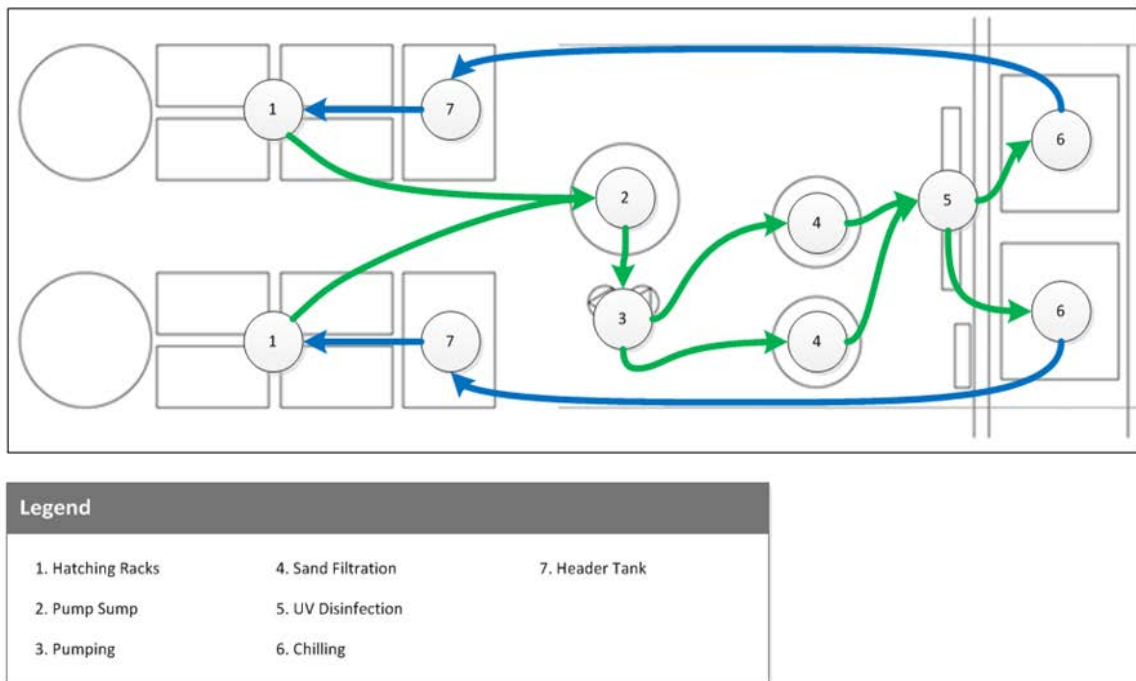 1
7
6
2
5
4
3
4
1
7
6
Legend
1. Hatching Racks
4. Sand Filtration
7. Header Tank
2. Pump Sump
5. UV Disinfection
3. Pumping
6. Chilling